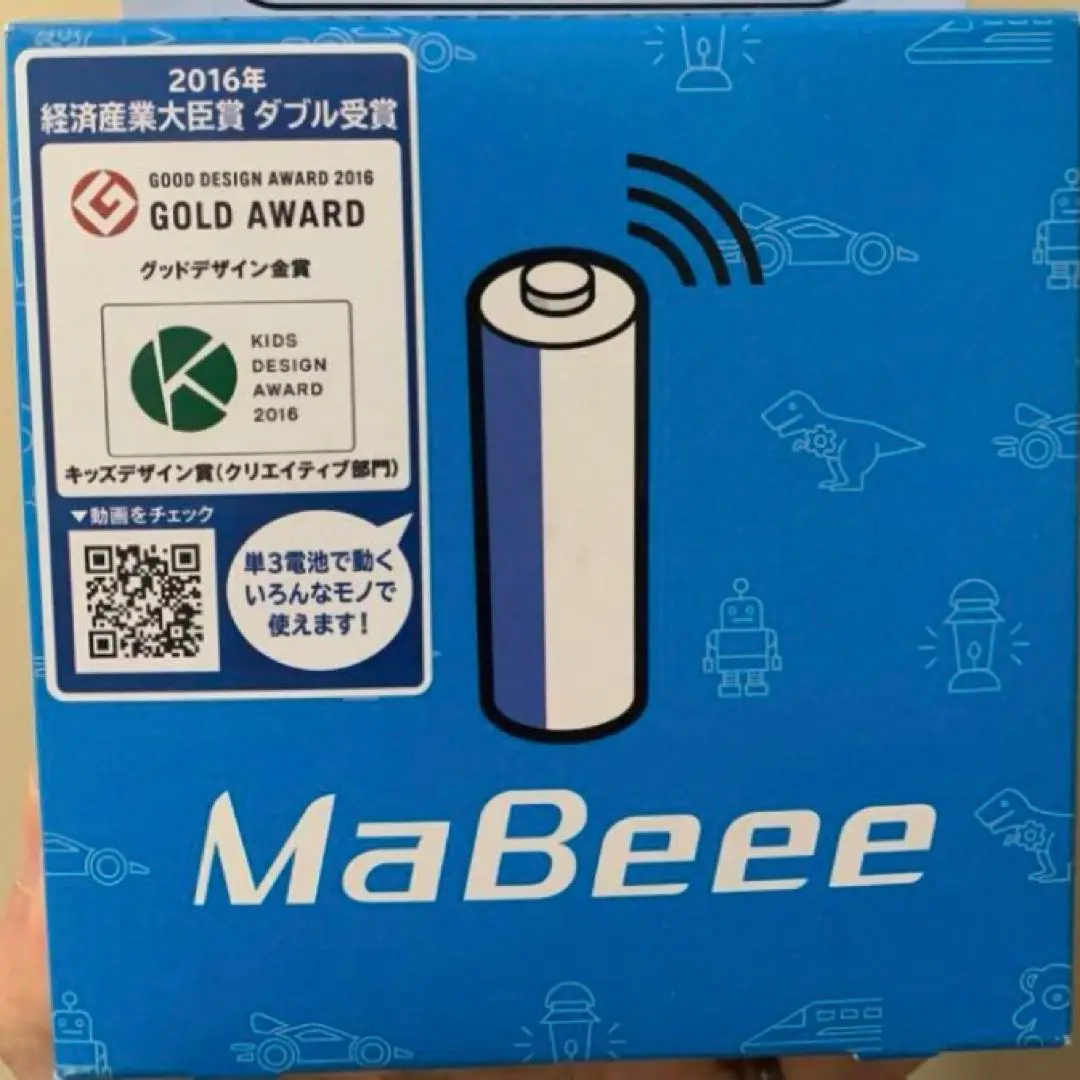 2016年
経済産業大臣賞 ダブル受賞
GOOD DESIGN AWARD 2016
GOLD AWARD
グッドデザイン金賞
KIDS
DESIGN
AWARD
2016
キッズデザイン賞(クリエイティブ部門)
▼動画をチェック
単3電池で動く
いろんなモノで
使えます!
MaBeee